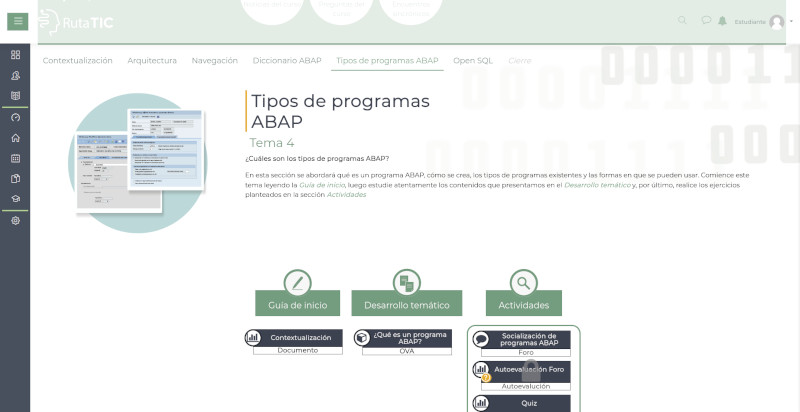 RutaTIC
Estudiante
Contextualización Arquitectura Navegación Diccionario ABAP Tipos de programas ABAP Open SQL Cierre
Tipos de programas
ABAP
Tema 4
¿Cuáles son los tipos de programas ABAP?
En esta sección se abordará qué es un programa ABAP, cómo se crea, los tipos de programas existentes y las formas en que se pueden usar. Comience este
tema leyendo la Guía de inicio, luego estudie atentamente los contenidos que presentamos en el Desarrollo temático y, por último, realice los ejercicios
planteados en la sección Actividades
Guía de inicio Desarrollo temático Actividades
Contextualización
Documento
¿Qué es un programa
ABAP?
OVA
Socialización de
programas ABAP
Foro
Autoevaluación Foro
Autoevalución
Quiz